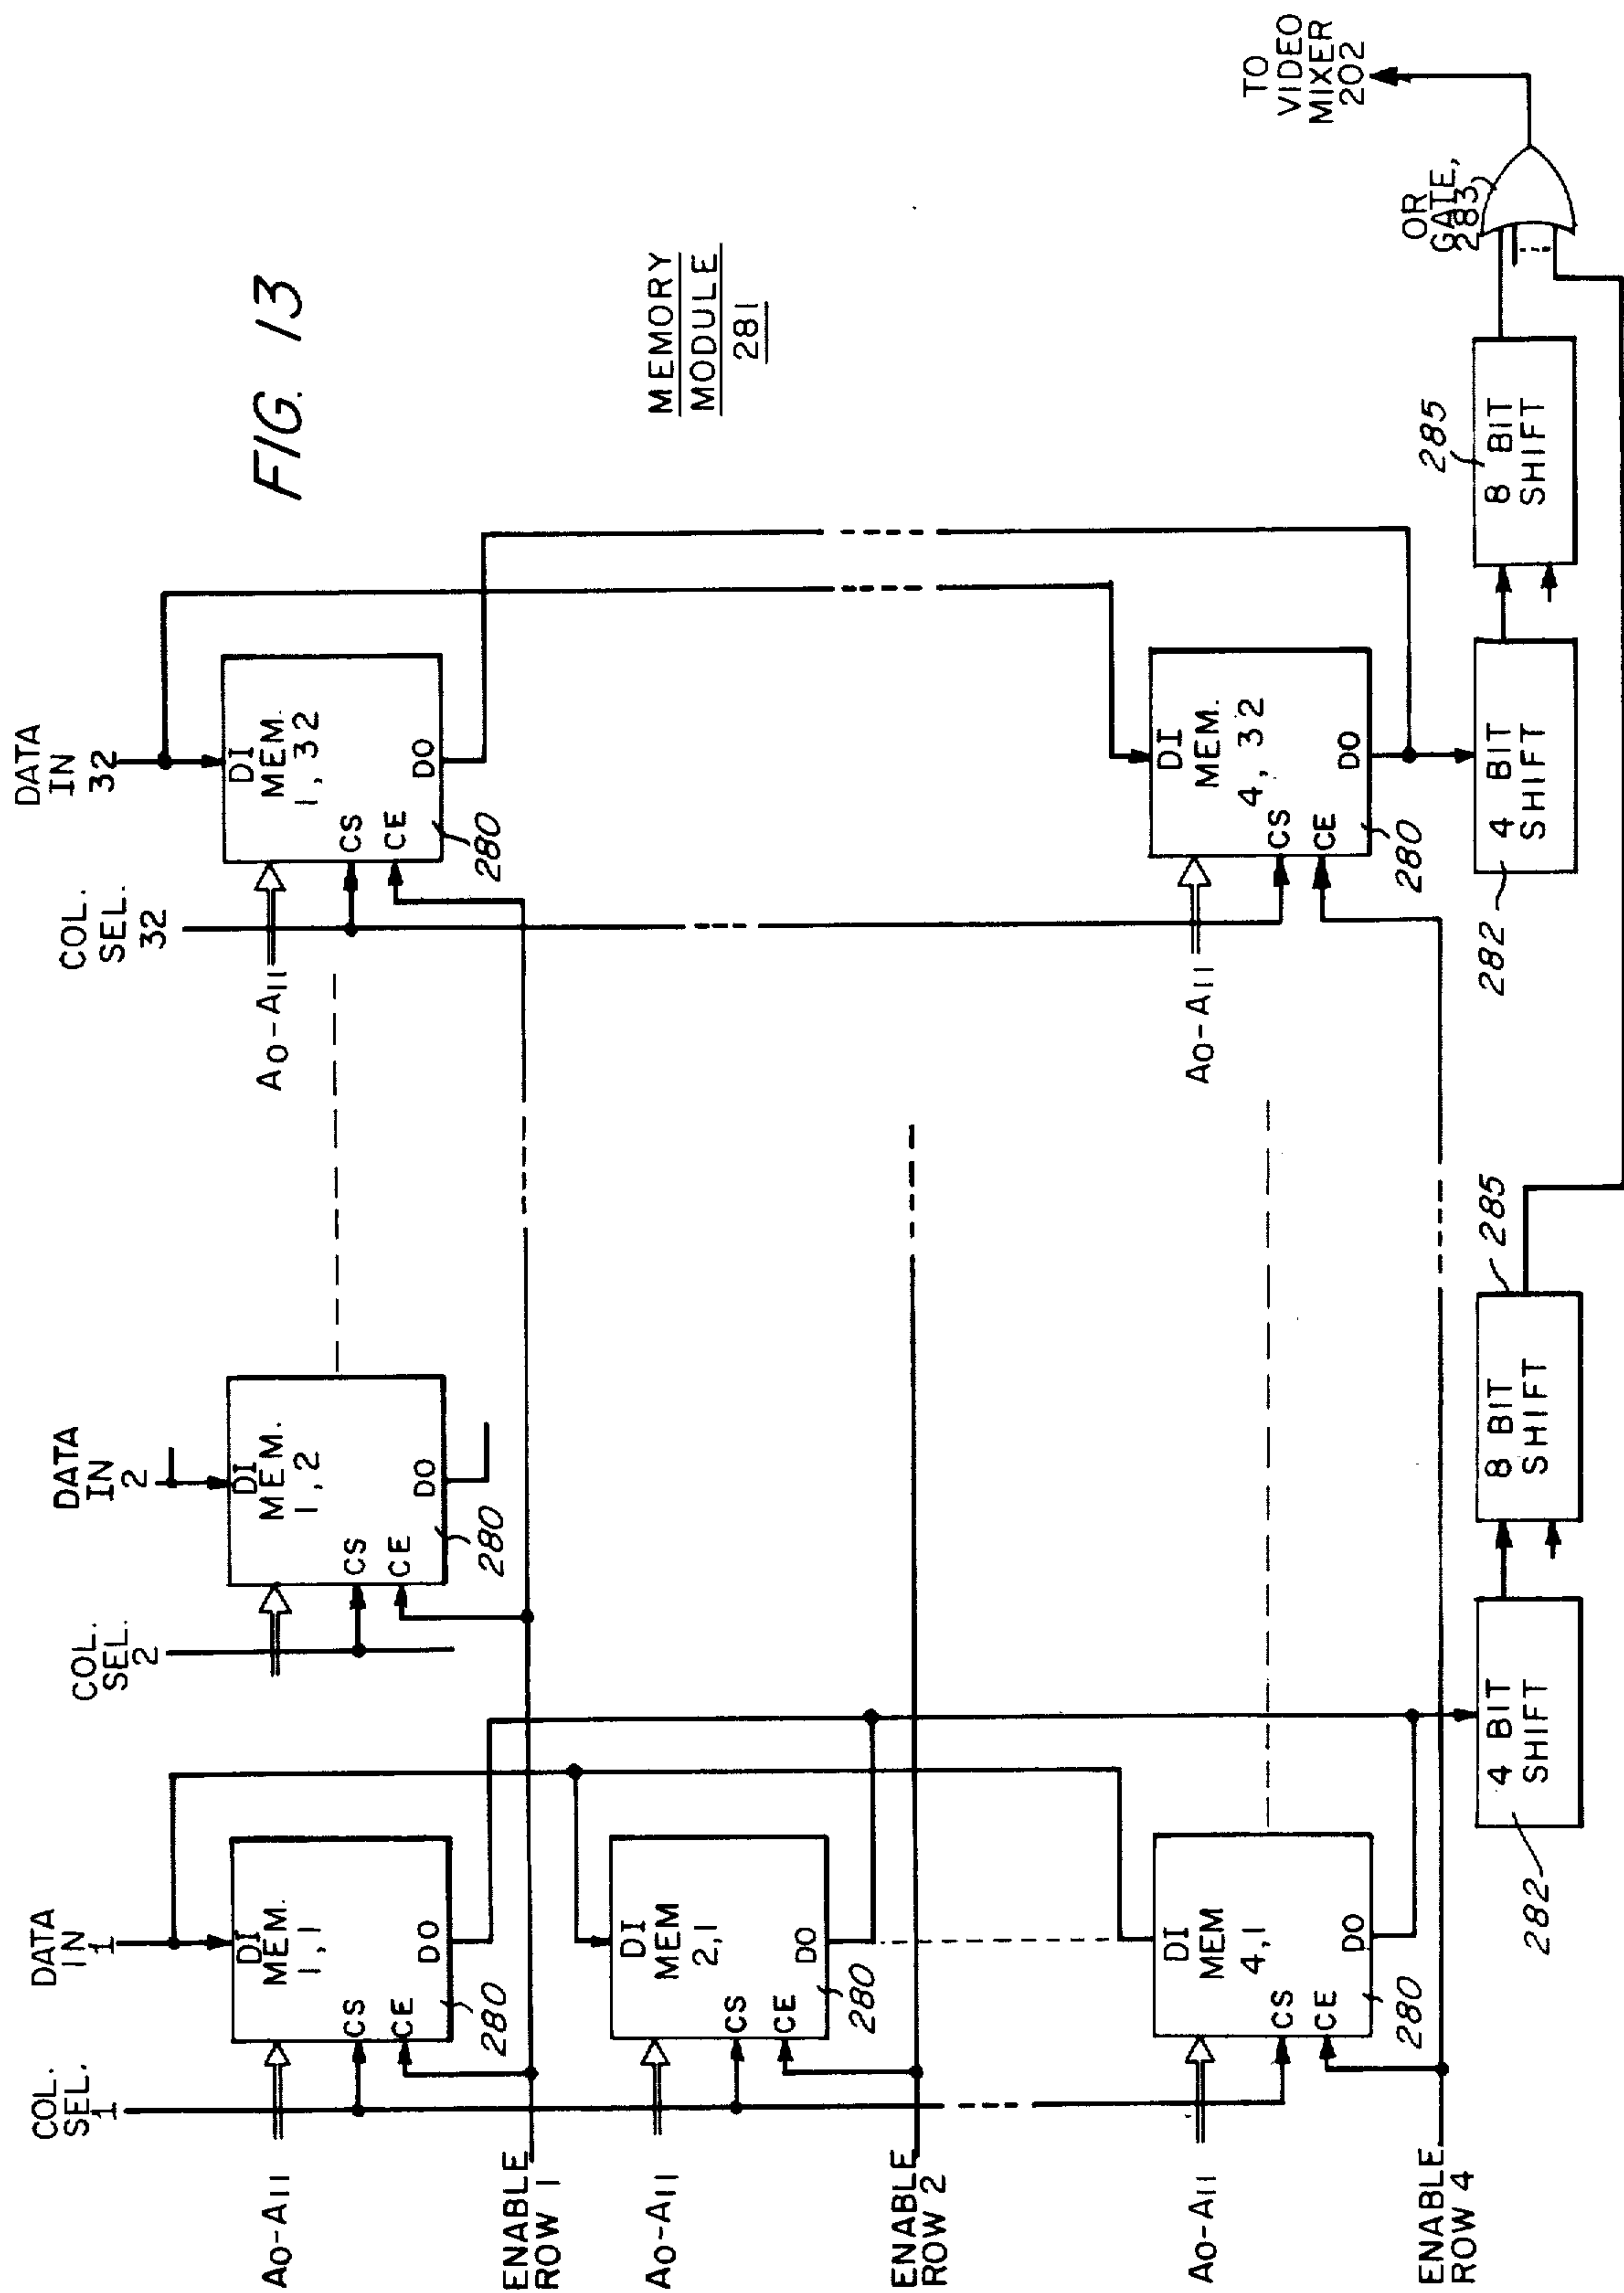 FIG. 13
MEMORY
MODULE
281
COL.
SEL.
1
DATA
IN
1
COL.
SEL.
2
DATA
IN
2
COL.
SEL.
32
DATA
IN
32
A0-A11
DI
MEM.
1,1
CS
CE
DO
280
DI
MEM.
1,2
CS
CE
DO
280
A0-A11
DI
MEM.
1,32
CS
CE
DO
280
ENABLE
ROW 1
A0-A11
DI
MEM
2,1
CS
CE
DO
280
ENABLE
ROW 2
A0-A11
DI
MEM
4,1
CS
CE
DO
280
A0-A11
DI
MEM.
4,32
CS
CE
DO
280
ENABLE
ROW 4
282
4 BIT
SHIFT
8 BIT
SHIFT
285
282
4 BIT
SHIFT
8 BIT
SHIFT
285
OR
GATE,
283
TO
VIDEO
MIXER
202